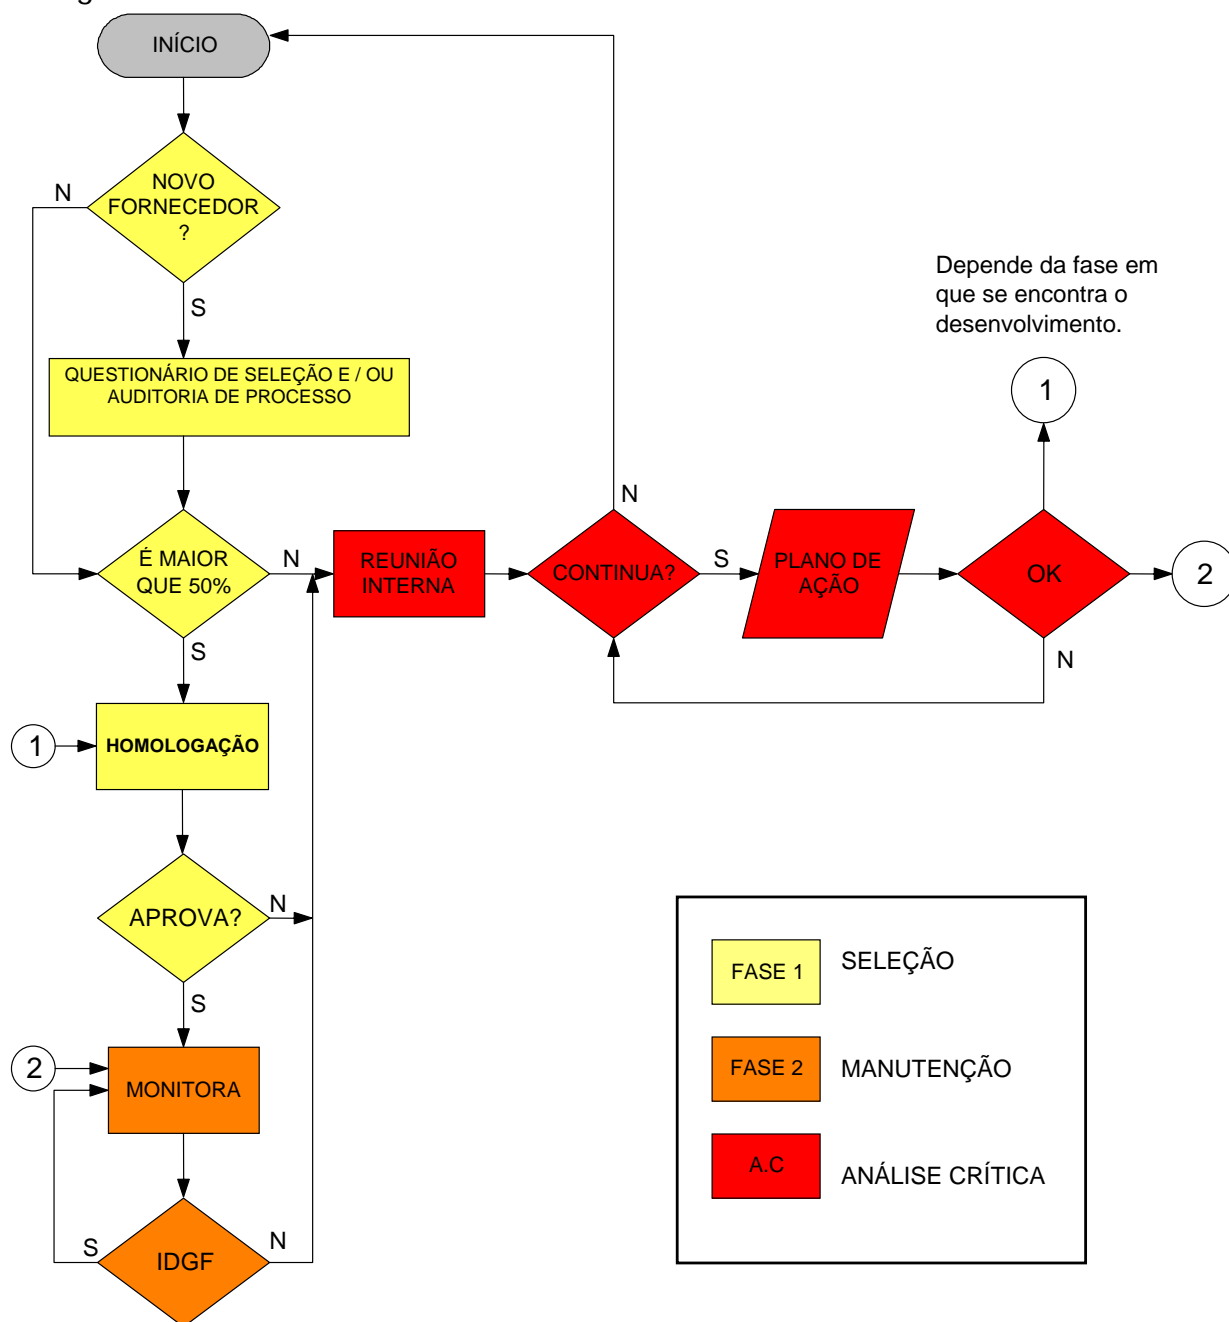 g
INÍCIO
NOVO
FORNECEDOR
?
N
S
QUESTIONÁRIO DE SELEÇÃO E / OU
AUDITORIA DE PROCESSO
É MAIOR
QUE 50%
N
S
REUNIÃO
INTERNA
CONTINUA?
N
S
PLANO DE
AÇÃO
OK
N
Depende da fase em
que se encontra o
desenvolvimento.
1
2
1
HOMOLOGAÇÃO
APROVA?
N
S
2
MONITORA
IDGF
S
N
FASE 1
SELEÇÃO
FASE 2
MANUTENÇÃO
A.C
ANÁLISE CRÍTICA